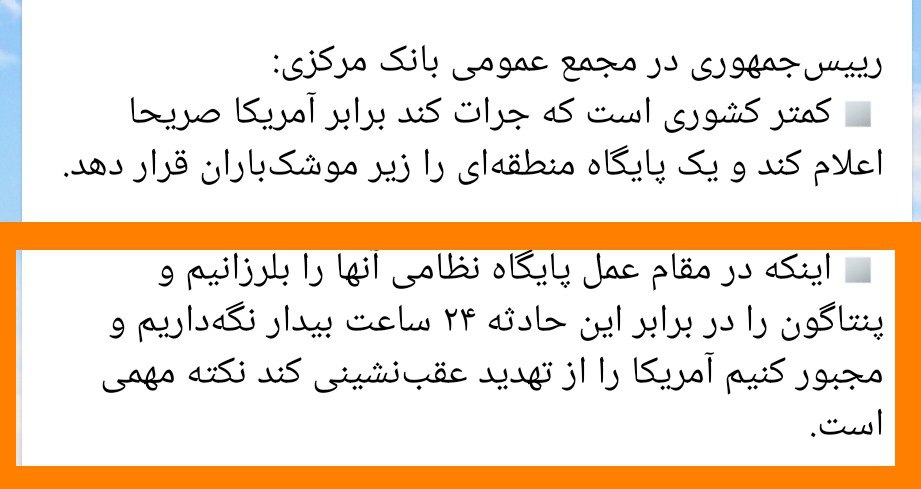 رییس‌جمهوری در مجمع عمومی بانک مرکزی:
◽ کمتر کشوری است که جرات کند برابر آمریکا صریحا
اعلام کند و یک پایگاه منطقه‌ای را زیر موشک‌باران قرار دهد.
◽ اینکه در مقام عمل پایگاه نظامی آنها را بلرزانیم و
پنتاگون را در برابر این حادثه ۲۴ ساعت بیدار نگه‌داریم و
مجبور کنیم آمریکا را از تهدید عقب‌نشینی کند نکته مهمی
است.